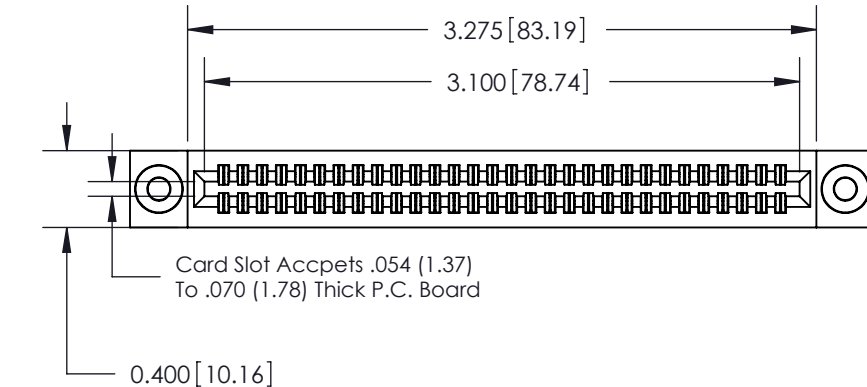 3.275[83.19]
3.100[78.74]
Card Slot Accpets .054 (1.37)
To .070 (1.78) Thick P.C. Board
0.400[10.16]